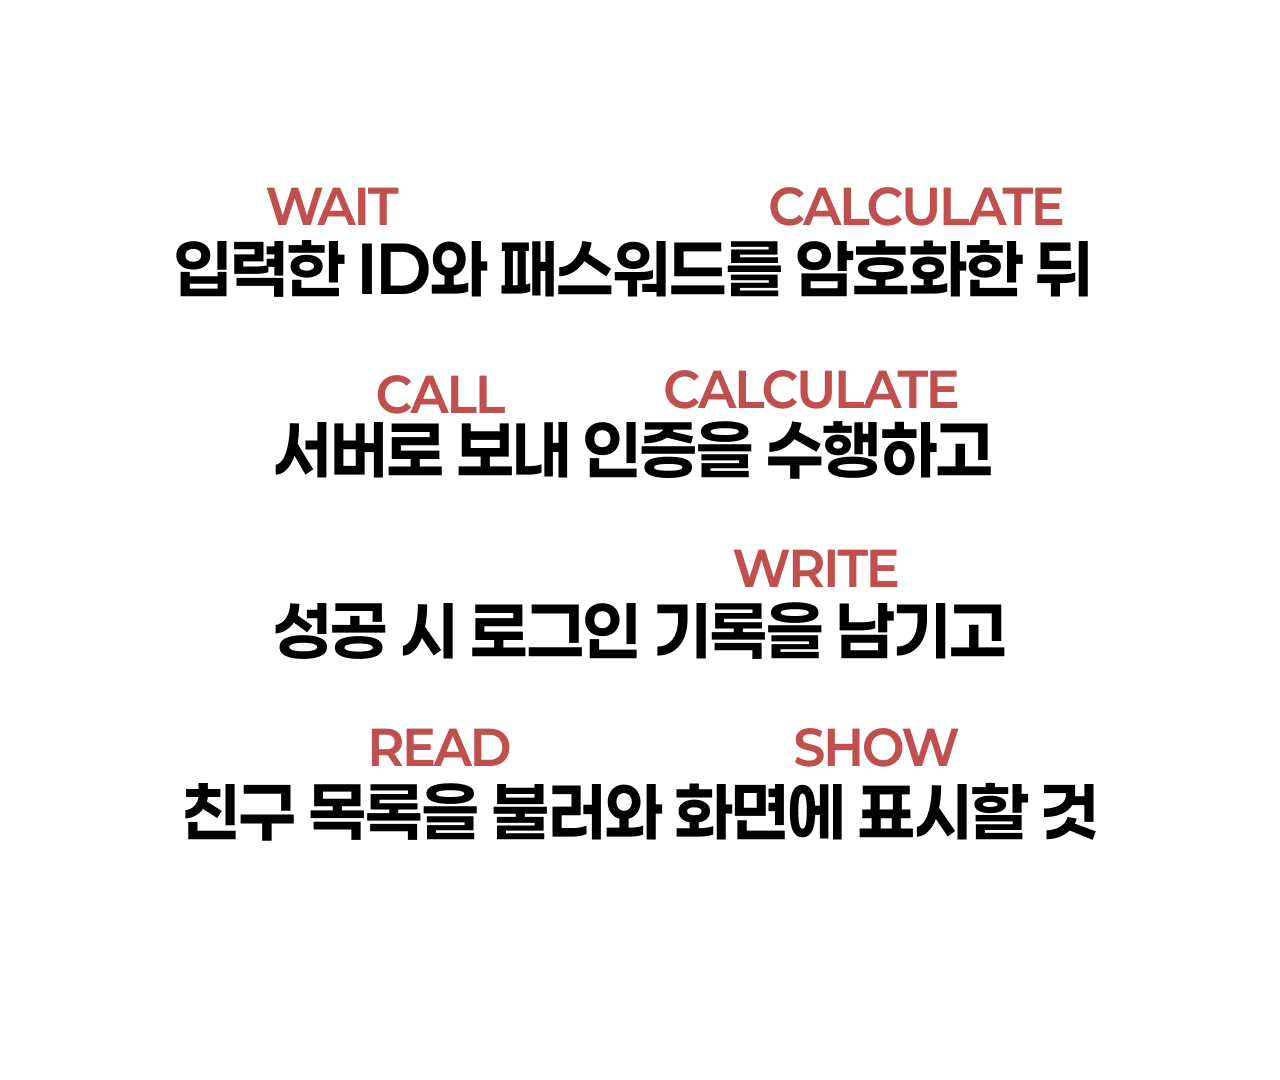 WAIT CALCULATE
입력한 ID와 패스워드를 암호화한 뒤
CALL CALCULATE
서버로 보내 인증을 수행하고
WRITE
성공 시 로그인 기록을 남기고
READ SHOW
친구 목록을 불러와 화면에 표시할 것